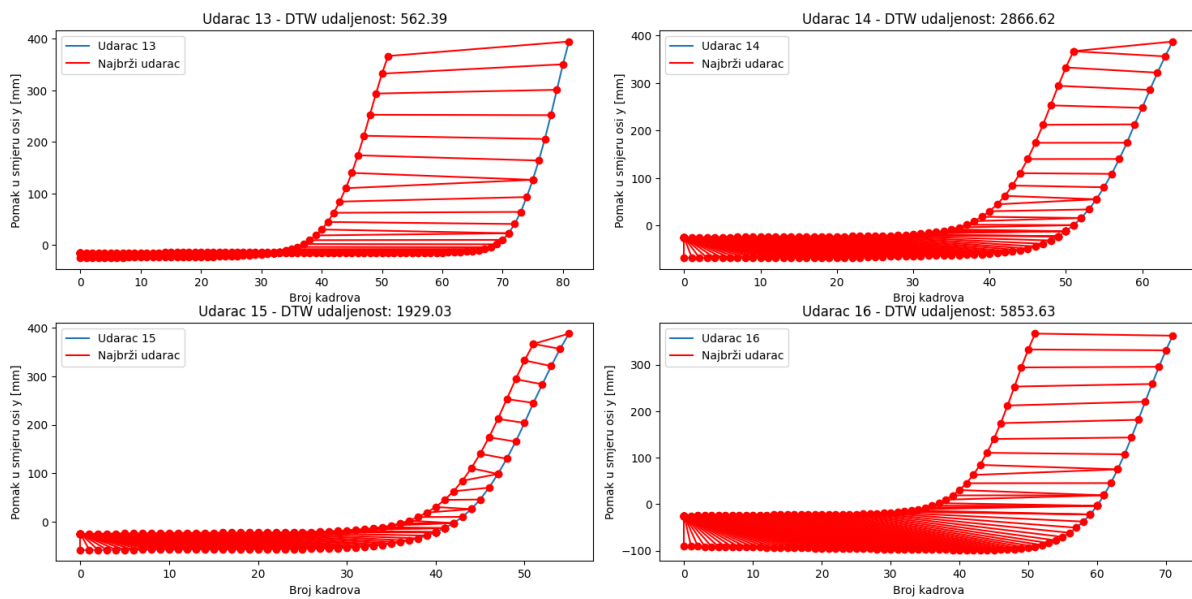 Udarac 13 - DTW udaljenost: 562.39
Udarac 13
Najbrži udarac
Pomak u smjeru osi y [mm]
400
300
200
100
0
0 10 20 30 40 50 60 70 80
Broj kadrova
Udarac 14 - DTW udaljenost: 2866.62
Udarac 14
Najbrži udarac
Pomak u smjeru osi y [mm]
400
300
200
100
0
0 10 20 30 40 50 60
Broj kadrova
Udarac 15 - DTW udaljenost: 1929.03
Udarac 15
Najbrži udarac
Pomak u smjeru osi y [mm]
400
300
200
100
0
0 10 20 30 40 50
Broj kadrova
Udarac 16 - DTW udaljenost: 5853.63
Udarac 16
Najbrži udarac
Pomak u smjeru osi y [mm]
300
200
100
0
−100
0 10 20 30 40 50 60 70
Broj kadrova